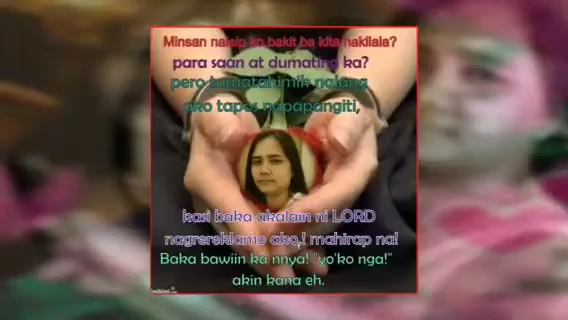 Minsan naisip ko bakit ba kita nakilala?
para saan at dumating ka?
pero tumatahimik nalang
ako tapos napapangiti,
kasi baka akalain ni LORD
nagrereklamo ako,! mahirap na!
Baka bawiin ka nnya! "yo'ko nga!"
akin kana eh.